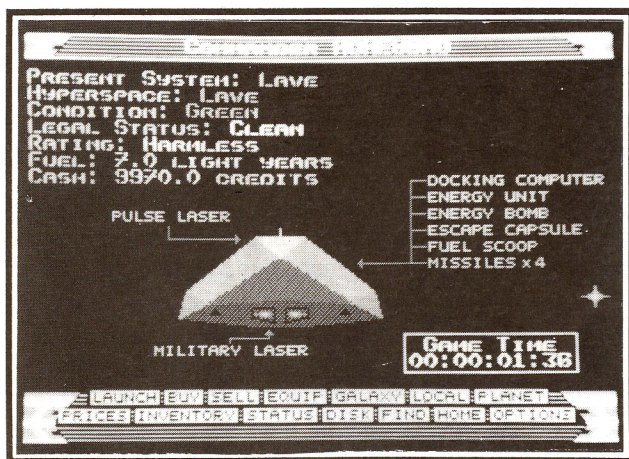 PRESENT SYSTEM: LAVE
HYPERSPACE: LAVE
CONDITION: GREEN
LEGAL STATUS: CLEAN
RATING: HARMLESS
FUEL: 7.0 LIGHT YEARS
CASH: 9970.0 CREDITS
DOCKING COMPUTER
ENERGY UNIT
ENERGY BOMB
ESCAPE CAPSULE
FUEL SCOOP
MISSILES x 4
PULSE LASER
MILITARY LASER
GAME TIME
00:00:01:36
LAUNCH BUY SELL EQUIP GALAXY LOCAL PLANET
PRICES INVENTORY STATUS DISK FIND HOME OPTIONS